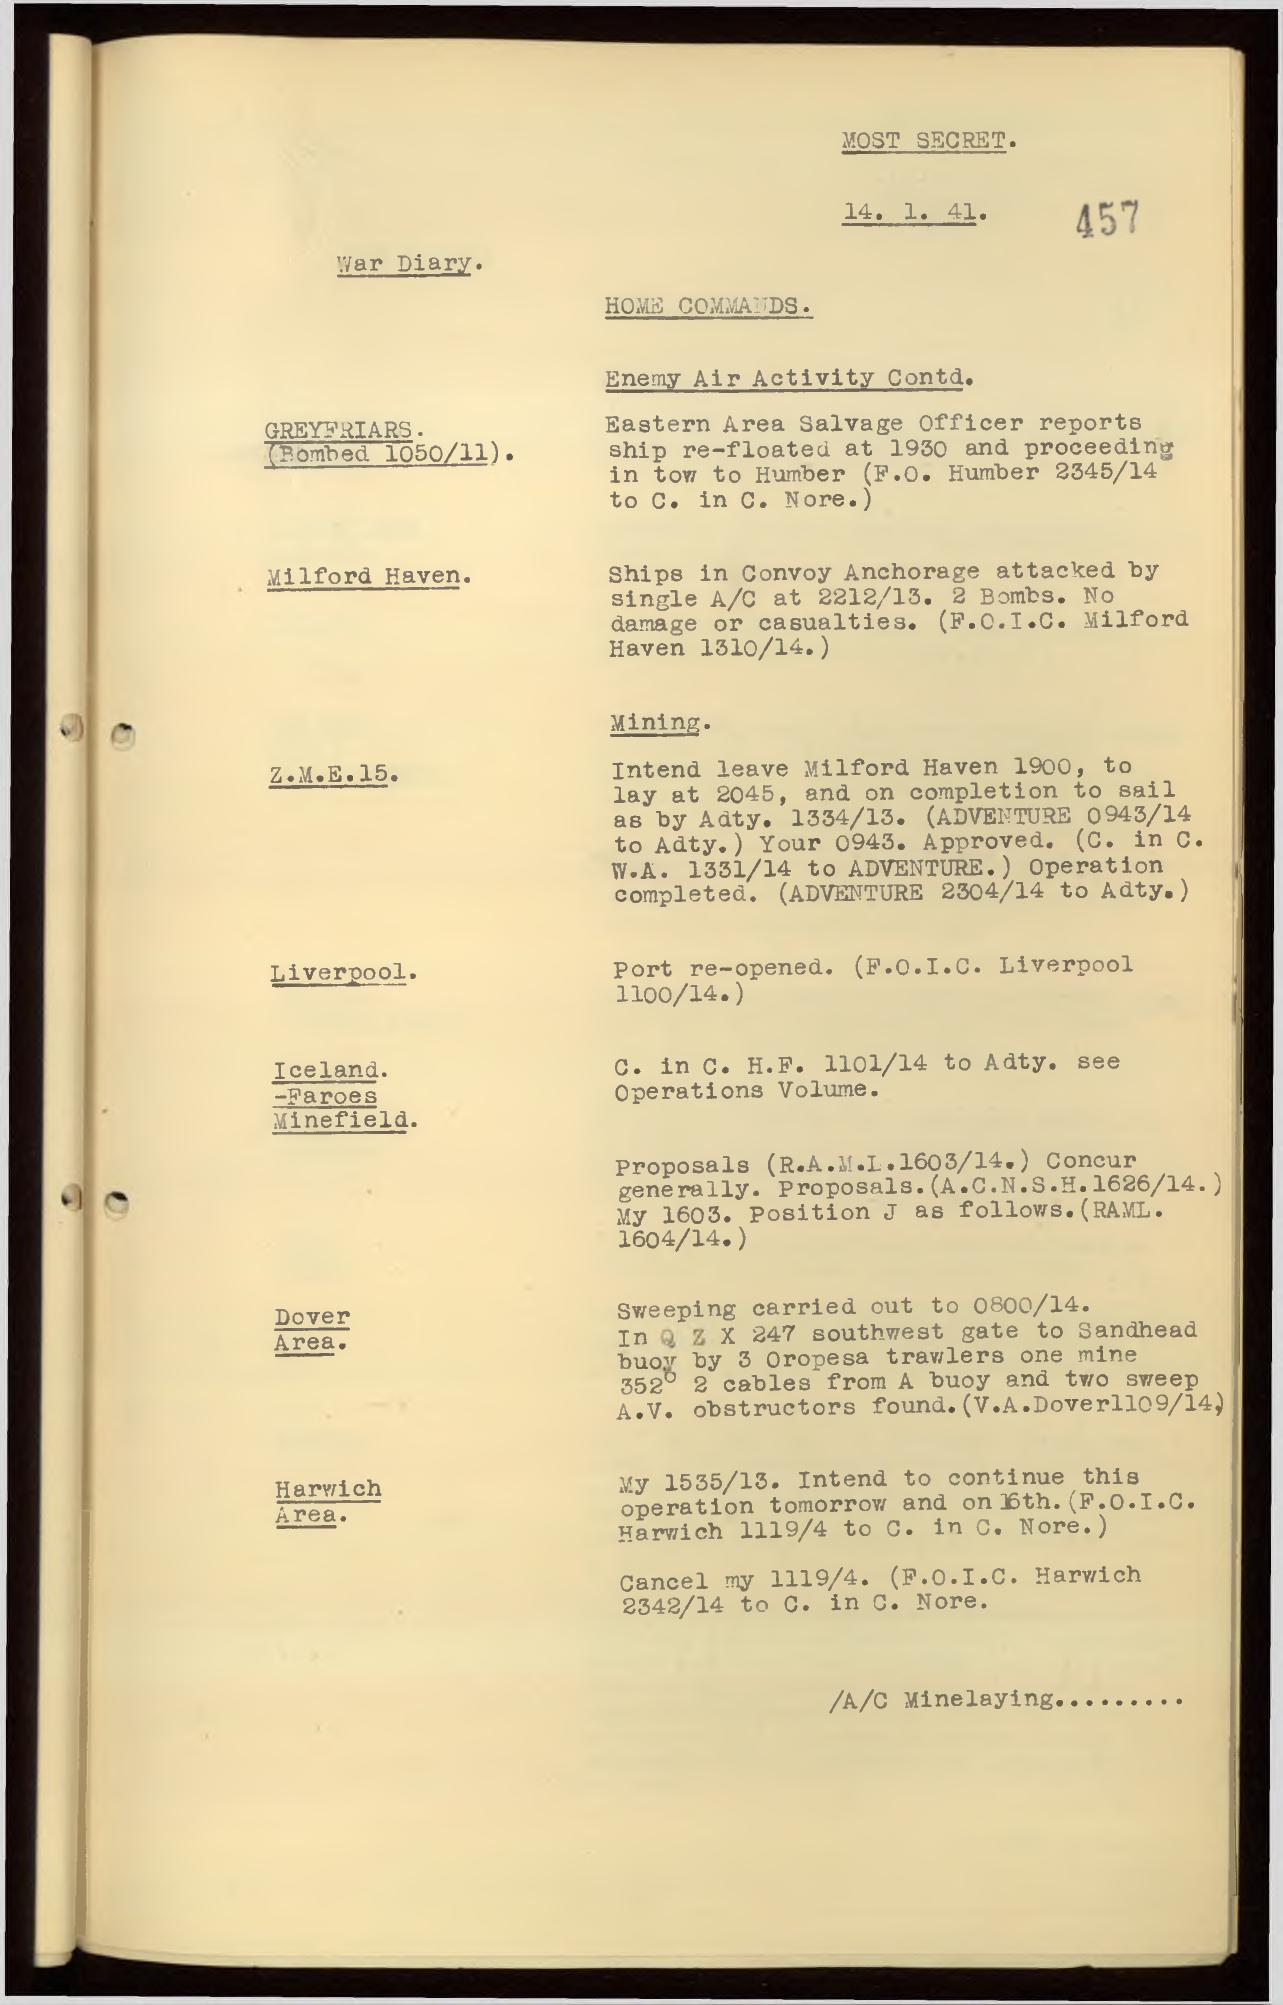 MOST SECRET.
14. 1. 41.
457
War Diary.
HOME COMMANDS.
Enemy Air Activity Contd.
GREYFRIARS.
(Bombed 1050/11).
Eastern Area Salvage Officer reports
ship re-floated at 1930 and proceeding
in tow to Humber (F.O. Humber 2345/14
to C. in C. Nore.)
Milford Haven.
Ships in Convoy Anchorage attacked by
single A/C at 2212/13. 2 Bombs. No
damage or casualties. (F.O.I.C. Milford
Haven 1310/14.)
Mining.
Z.M.E.15.
Intend leave Milford Haven 1900, to
lay at 2045, and on completion to sail
as by Adty. 1334/13. (ADVENTURE 0943/14
to Adty.) Your 0943. Approved. (C. in C.
W.A. 1331/14 to ADVENTURE.) Operation
completed. (ADVENTURE 2304/14 to Adty.)
Liverpool.
Port re-opened. (F.O.I.C. Liverpool
1100/14.)
Iceland.
-Faroes
Minefield.
C. in C. H.F. 1101/14 to Adty. see
Operations Volume.
Proposals (R.A.M.L.1603/14.) Concur
generally. Proposals.(A.C.N.S.H.1626/14.)
My 1603. Position J as follows.(RAML.
1604/14.)
Dover
Area.
Sweeping carried out to 0800/14.
In Q Z X 247 southwest gate to Sandhead
buoy by 3 Oropesa trawlers one mine
352° 2 cables from A buoy and two sweep
A.V. obstructors found.(V.A.Dover1109/14)
Harwich
Area.
My 1535/13. Intend to continue this
operation tomorrow and on 16th.(F.O.I.C.
Harwich 1119/4 to C. in C. Nore.)
Cancel my 1119/4. (F.O.I.C. Harwich
2342/14 to C. in C. Nore.
/A/C Minelaying.........